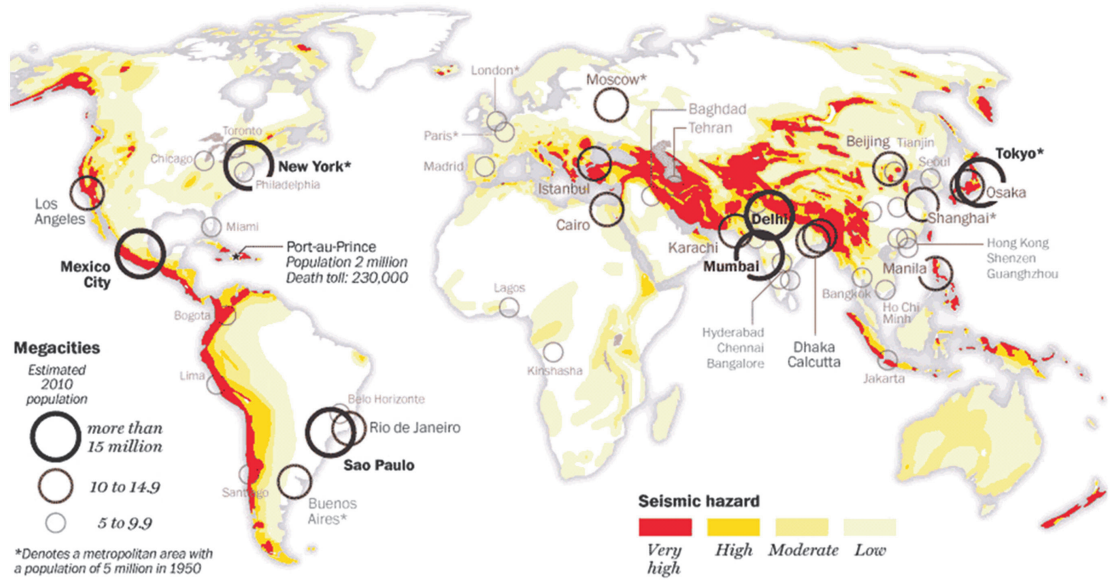 London*
Moscow*
Baghdad
Toronto
Tehran
Paris*
Beijing
Tianjin
Chicago
New York*
Madrid
Seoul
Tokyo*
Philadelphia
Istanbul
Osaka
Los
Angeles
Miami
Cairo
Delhi
Shanghai*
Port-au-Prince
Population 2 million
Death toll: 230,000
Karachi
Hong Kong
Shenzen
Guanghzhou
Mexico
City
Mumbai
Manila
Lagos
Bangkok
Bogota
Ho Chi
Minh
Hyderabad
Chennai
Bangalore
Dhaka
Calcutta
Megacities
Estimated
2010
population
Lima
Kinshasha
Jakarta
Belo Horizonte
more than
15 million
Rio de Janeiro
Sao Paulo
10 to 14.9
Santiago
Buenos
Aires*
5 to 9.9
Seismic hazard
Very
high
High
Moderate
Low
*Denotes a metropolitan area with
a population of 5 million in 1950